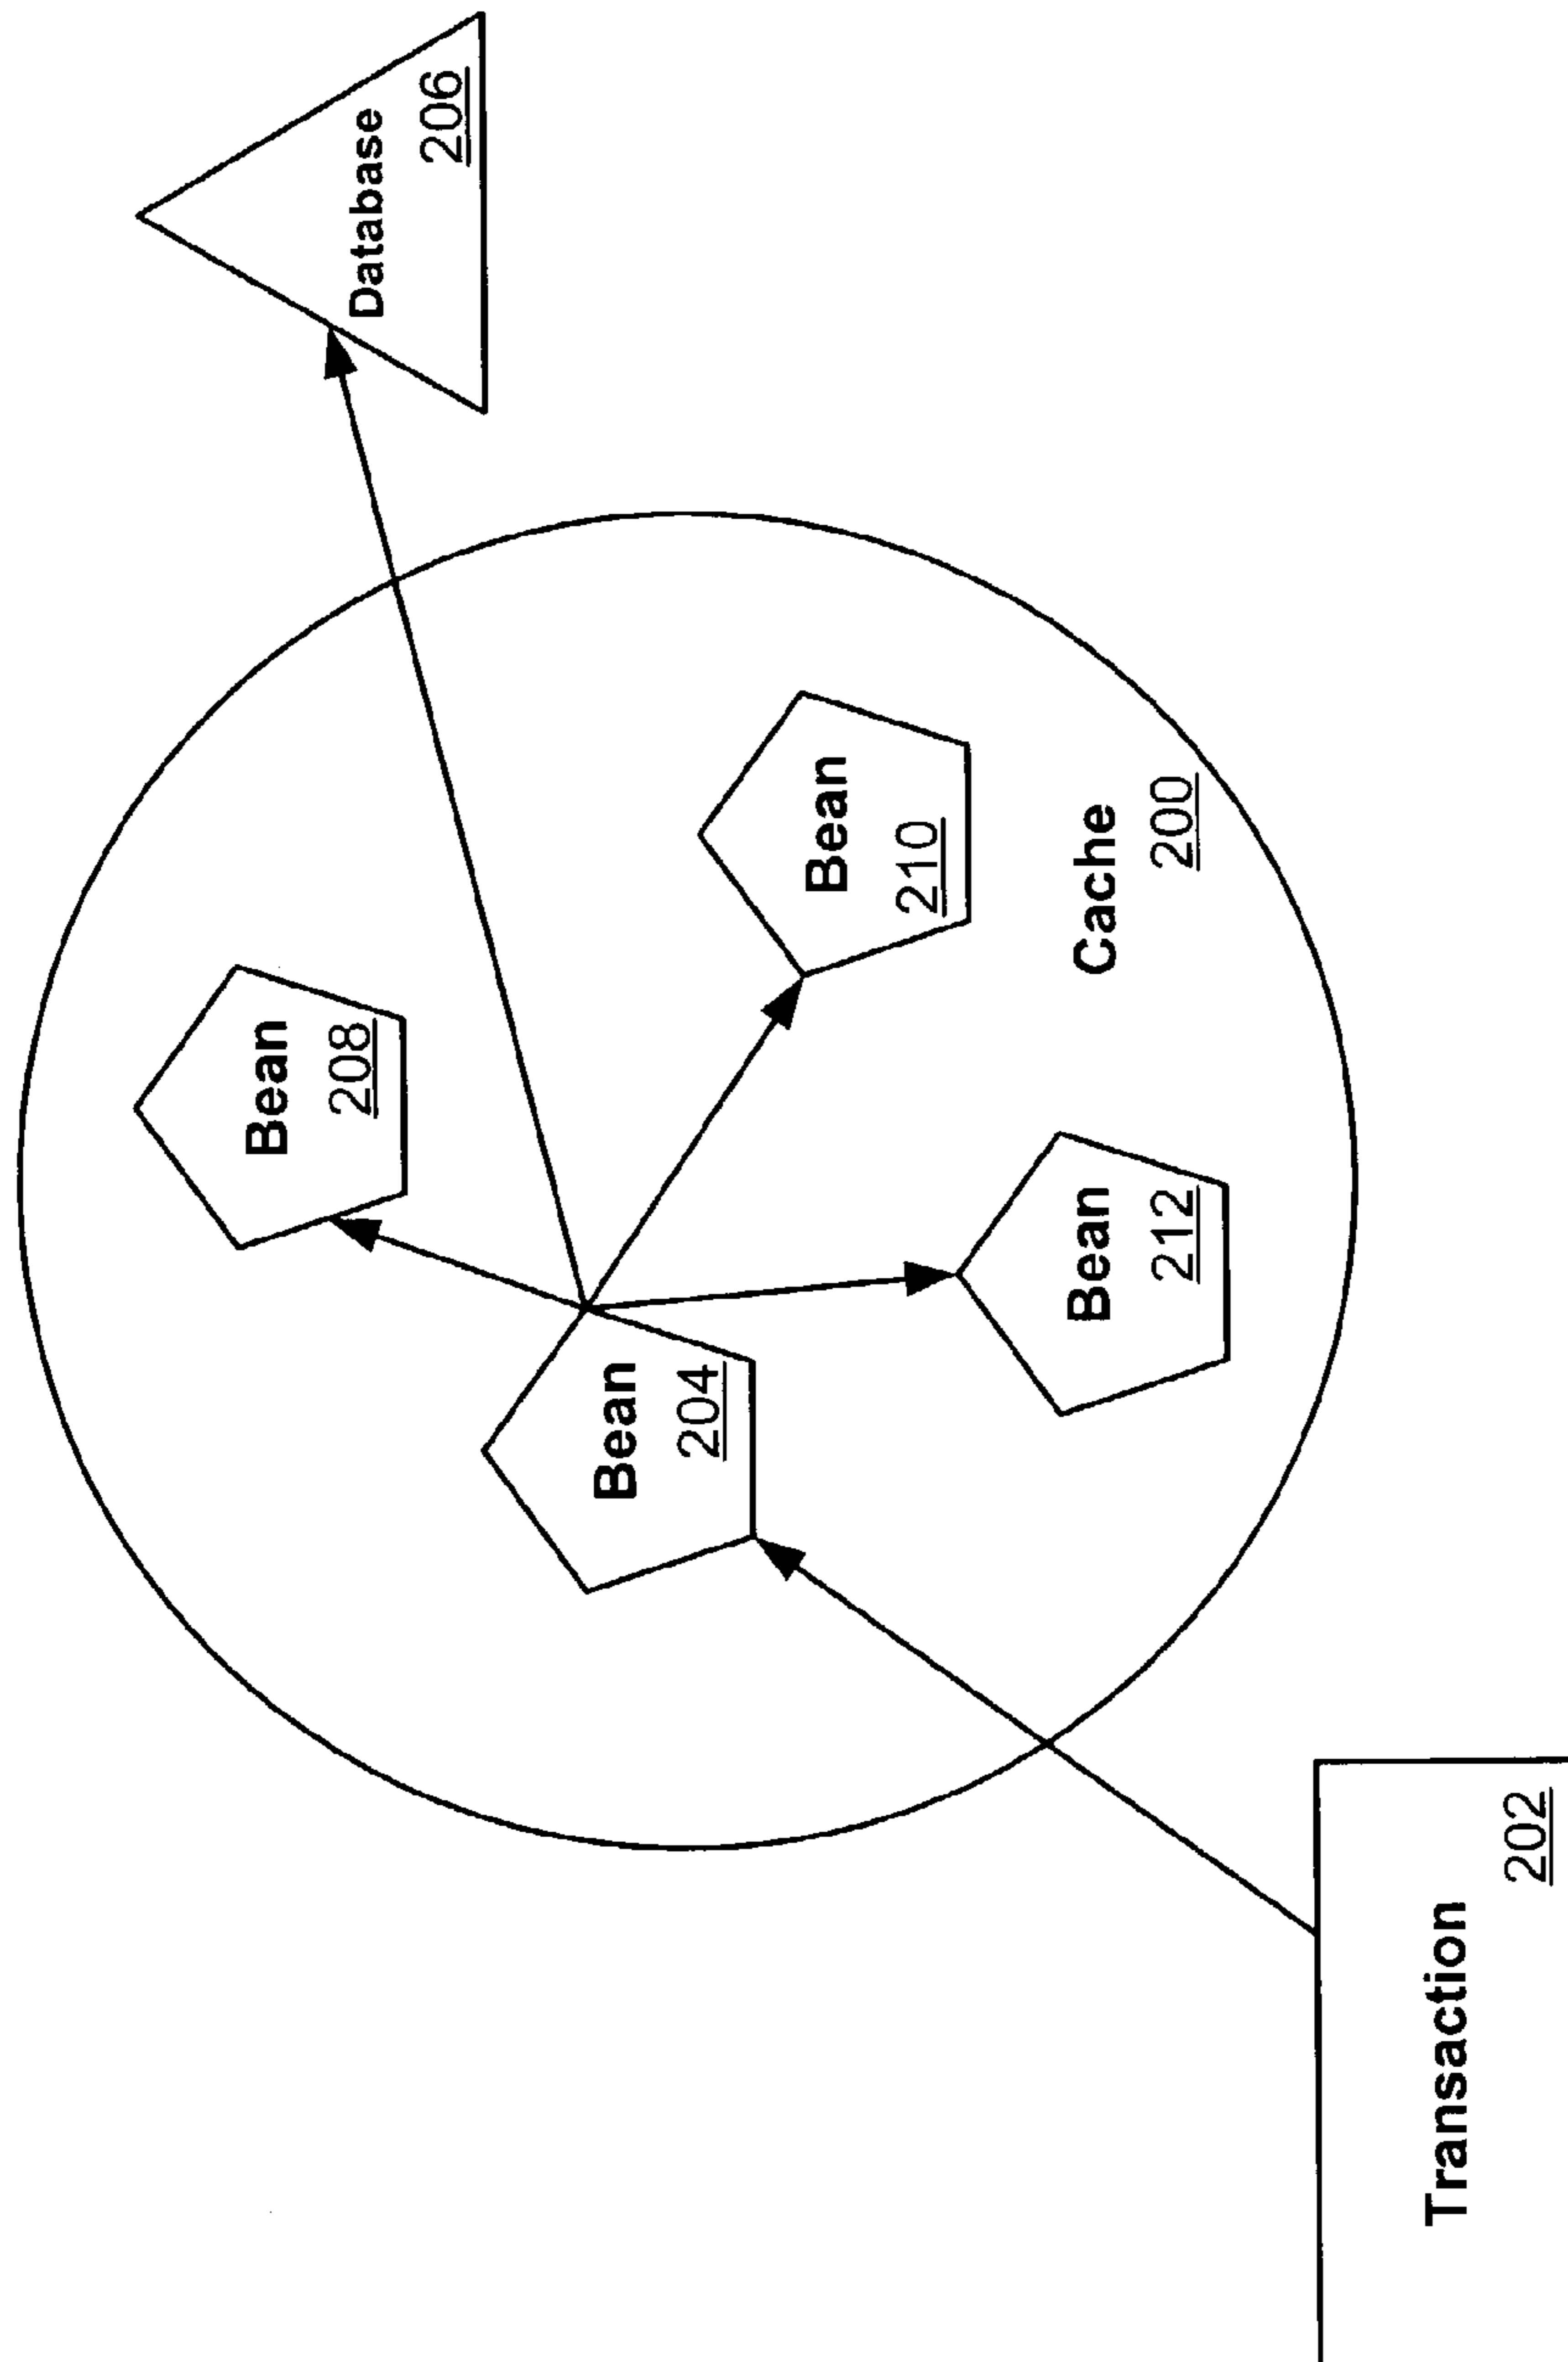 Database
206
Bean
208
Bean
210
Bean
204
Bean
212
Cache
200
Transaction
202